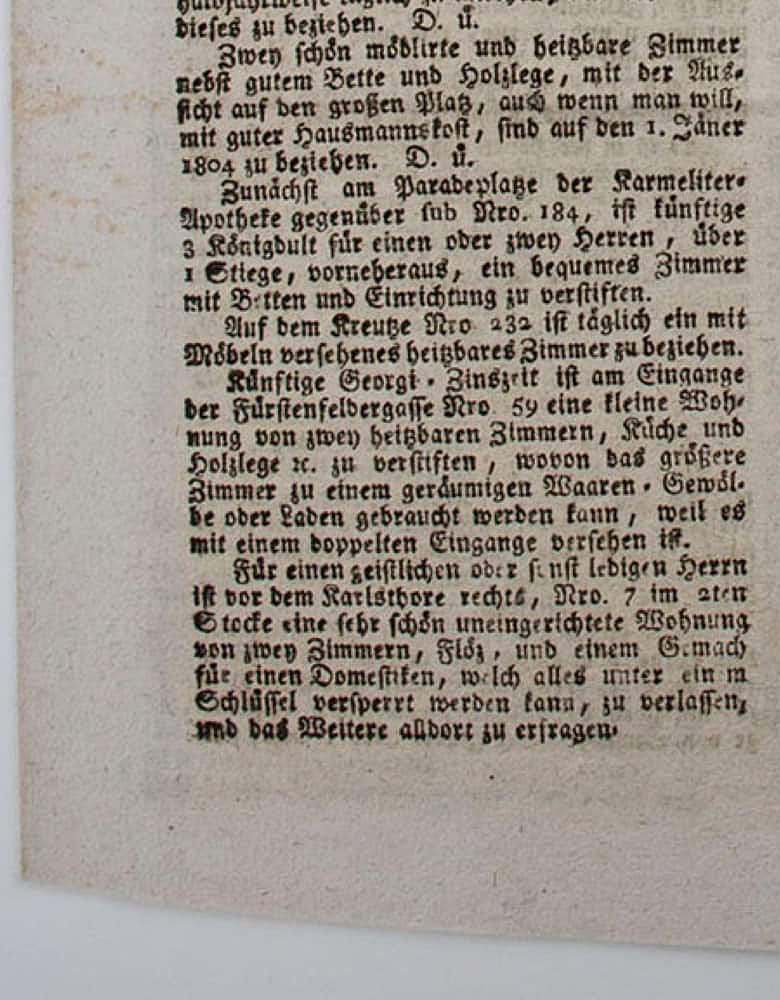 dieses zu beziehen. D. ü.
Zwey schön möblirte und heitzbare Zimmer
nebst gutem Bette und Holzlege, mit der Aus-
sicht auf den großen Platz, auch wenn man will,
mit guter Hausmannskost, sind auf den 1. Jäner
1804 zu beziehen. D. ü.
Zunächst am Paradeplatze der Karmeliter-
Apotheke gegenüber sub Nro. 184, ist künftige
3 Königdult für einen oder zwey Herren, über
1 Stiege, vorneheraus, ein bequemes Zimmer
mit Betten und Einrichtung zu verstiften.
Auf dem Kreutze Nro 232 ist täglich ein mit
Möbeln versehenes heitzbares Zimmer zu beziehen.
Künftige Georgi-Zinszeit ist am Eingange
der Fürstenfeldergasse Nro 59 eine kleine Woh-
nung von zwey heitzbaren Zimmern, Küche und
Holzlege ꝛc. zu verstiften, wovon das größere
Zimmer zu einem geräumigen Waaren-Gewöl-
be oder Laden gebraucht werden kann, weil es
mit einem doppelten Eingange versehen ist.
Für einen geistlichen oder sonst ledigen Herrn
ist vor dem Karlsthore rechts, Nro. 7 im 2ten
Stocke eine sehr schön uneingerichtete Wohnung
von zwey Zimmern, Flöz, und einem Gemach
für einen Domestiken, welch alles unter einem
Schlüssel versperrt werden kann, zu verlassen,
und das Weitere alldort zu erfragen.